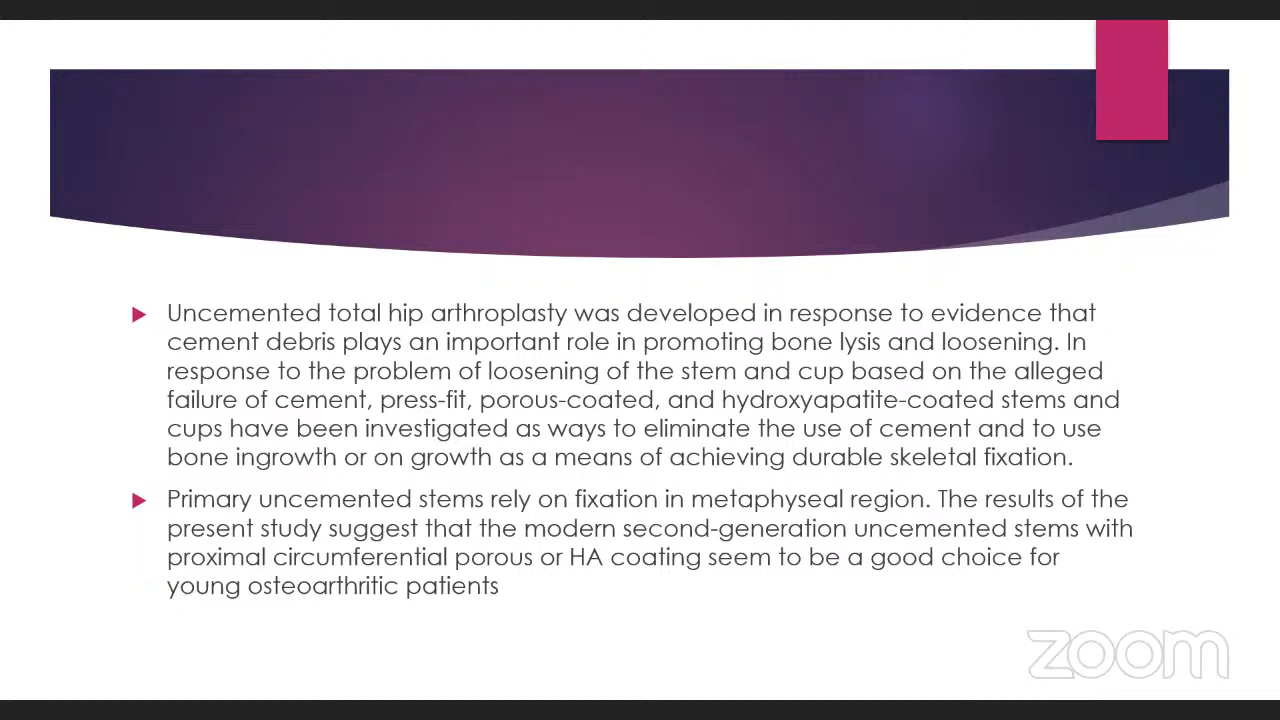 Uncemented total hip arthroplasty was developed in response to evidence that
cement debris plays an important role in promoting bone lysis and loosening. In
response to the problem of loosening of the stem and cup based on the alleged
failure of cement, press-fit, porous-coated, and hydroxyapatite-coated stems and
cups have been investigated as ways to eliminate the use of cement and to use
bone ingrowth or on growth as a means of achieving durable skeletal fixation.
Primary uncemented stems rely on fixation in metaphyseal region. The results of the
present study suggest that the modern second-generation uncemented stems with
proximal circumferential porous or HA coating seem to be a good choice for
young osteoarthritic patients
zoom